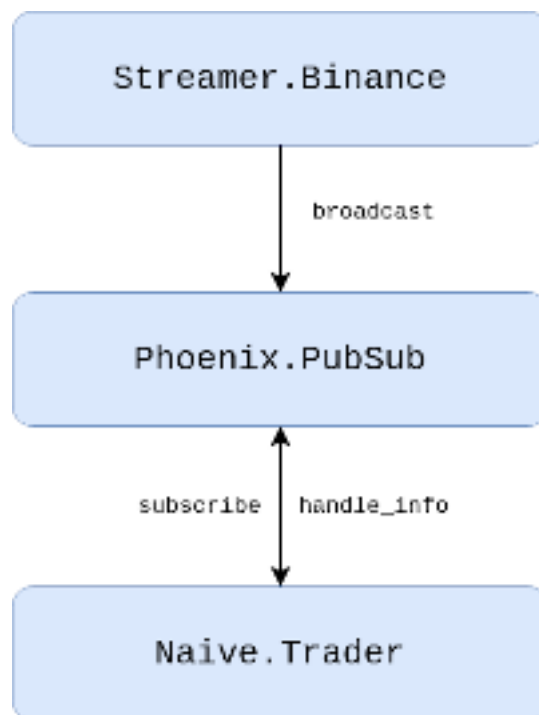 Streamer.Binance
broadcast
Phoenix.PubSub
subscribe handle_info
Naive.Trader